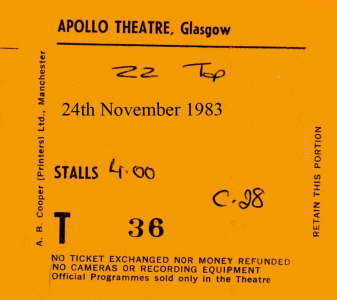 APOLLO THEATRE, Glasgow
ZZ Top
24th November 1983
STALLS 4.00
C-28
T 36
NO TICKET EXCHANGED NOR MONEY REFUNDED
NO CAMERAS OR RECORDING EQUIPMENT
Official Programmes sold only in the Theatre
A. B. Cooper (Printers) Ltd., Manchester
RETAIN THIS PORTION